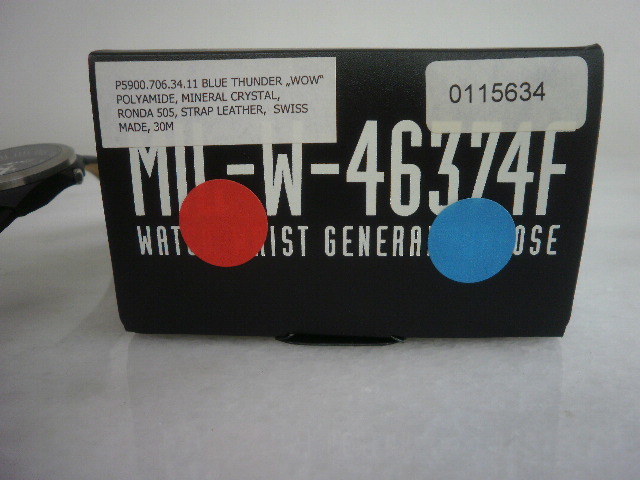 P5900.706.34.11 BLUE THUNDER „WOW“
POLYAMIDE, MINERAL CRYSTAL,
RONDA 505, STRAP LEATHER, SWISS
MADE, 30M
0115634
MIL-W-46374F
GENERAL